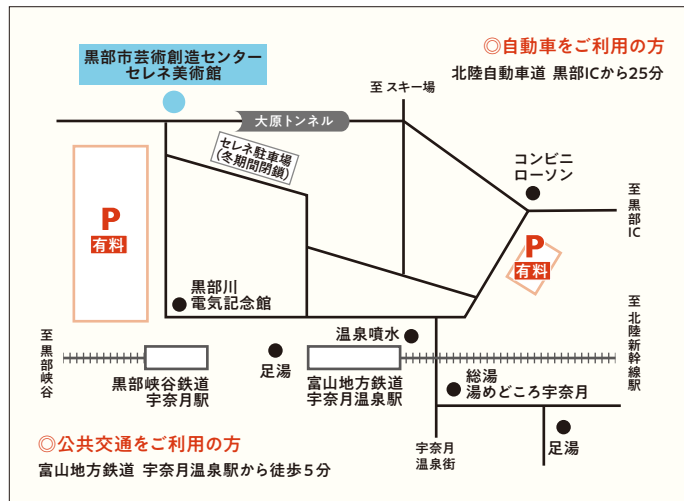 黒部市芸術創造センター
セレネ美術館
◎自動車をご利用の方
北陸自動車道 黒部ICから25分
至 スキー場
大原トンネル
セレネ駐車場
(冬期間閉鎖)
コンビニ
ローソン
至黒部IC
P
有料
P
有料
黒部川
電気記念館
至黒部峡谷
温泉噴水
至北陸新幹線駅
黒部峡谷鉄道
宇奈月駅
足湯
富山地方鉄道
宇奈月温泉駅
総湯
湯めどころ宇奈月
足湯
宇奈月
温泉街
◎公共交通をご利用の方
富山地方鉄道 宇奈月温泉駅から徒歩5分